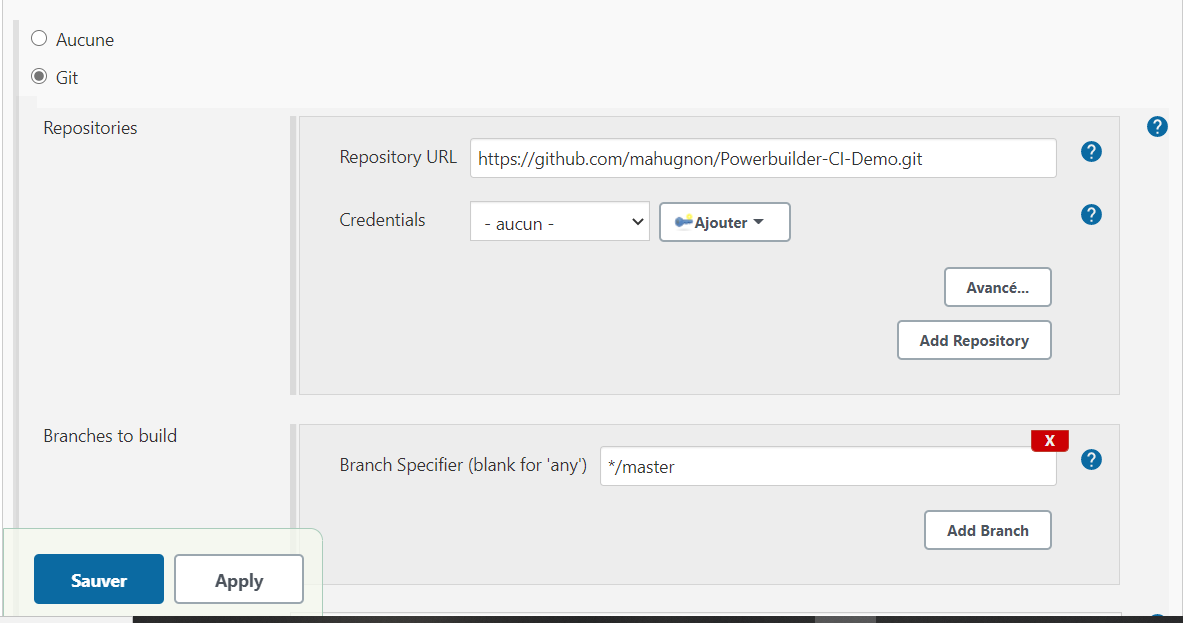 Aucune
Git
Repositories
Repository URL https://github.com/mahugnon/Powerbuilder-CI-Demo.git
Credentials - aucun - Ajouter
Avancé...
Add Repository
Branches to build
X
Branch Specifier (blank for 'any') */master
Add Branch
Sauver Apply